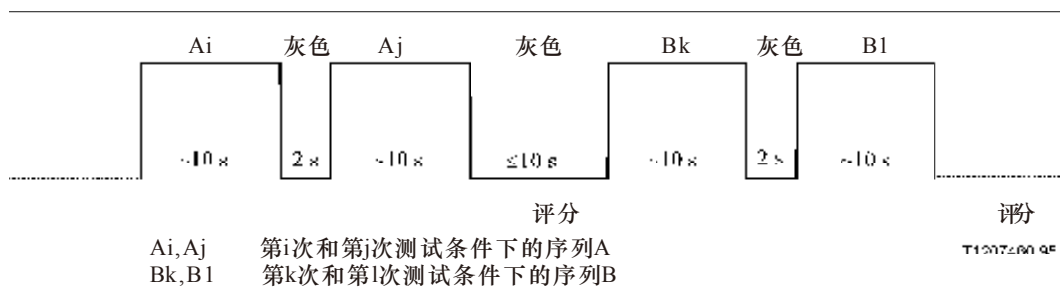 Ai 灰色 Aj 灰色 Bk 灰色 B1
~10 s 2 s ~10 s ≤10 s ~10 s 2 s ~10 s
评分 评分
Ai,Aj 第i次和第j次测试条件下的序列A
Bk,B1 第k次和第l次测试条件下的序列B